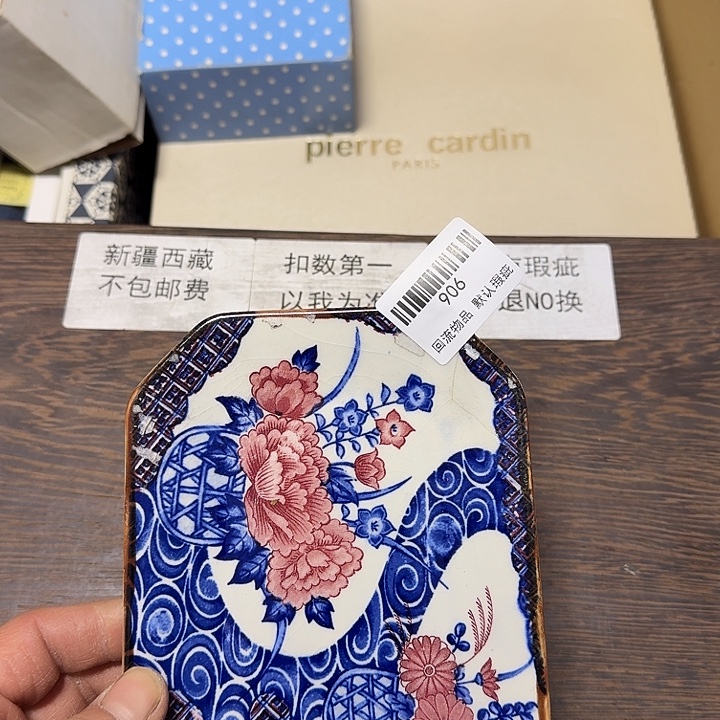 pierre cardin
PARIS
新疆西藏
不包邮费
扣数第一
瑕疵
以我为准
退NO换
906
回流物品 默认瑕疵